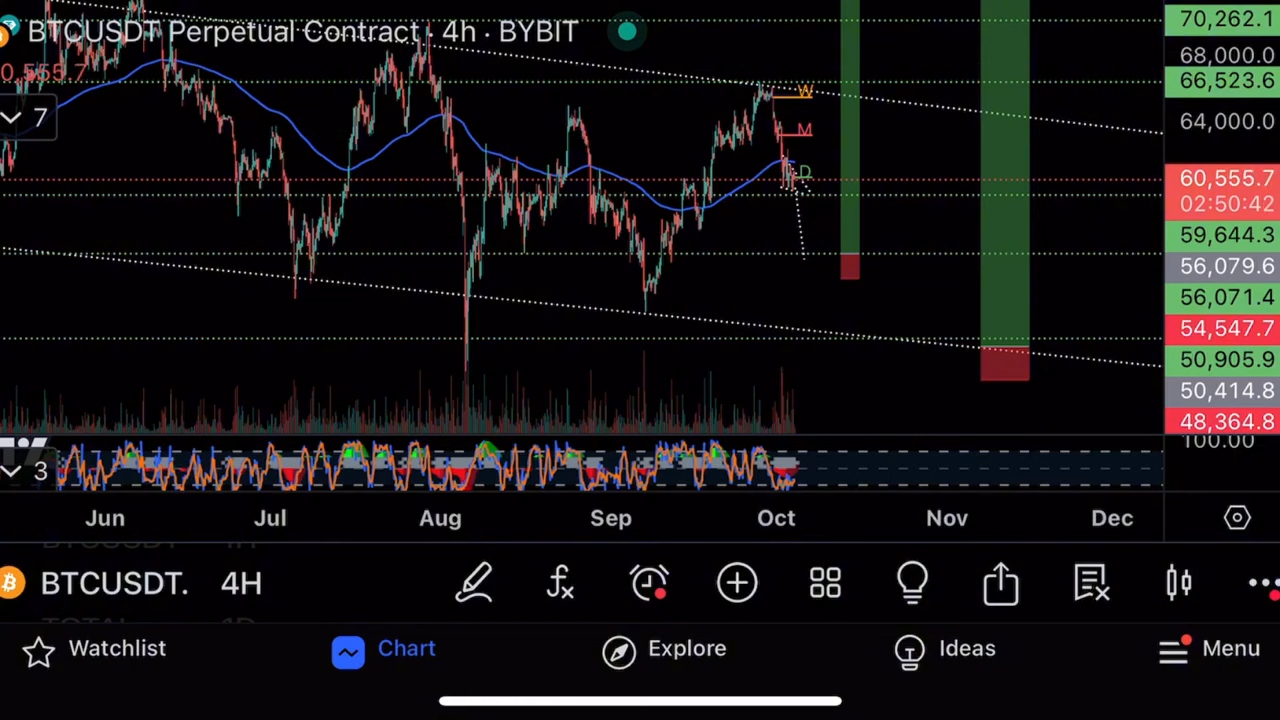 BTCUSDT Perpetual Contract · 4h · BYBIT
0,555.7
7
W
M
D
70,262.1
68,000.0
66,523.6
64,000.0
60,555.7
02:50:42
59,644.3
56,079.6
56,071.4
54,547.7
50,905.9
50,414.8
48,364.8
100.00
3
Jun Jul Aug Sep Oct Nov Dec
BTCUSDT. 4H
Watchlist Chart Explore Ideas Menu